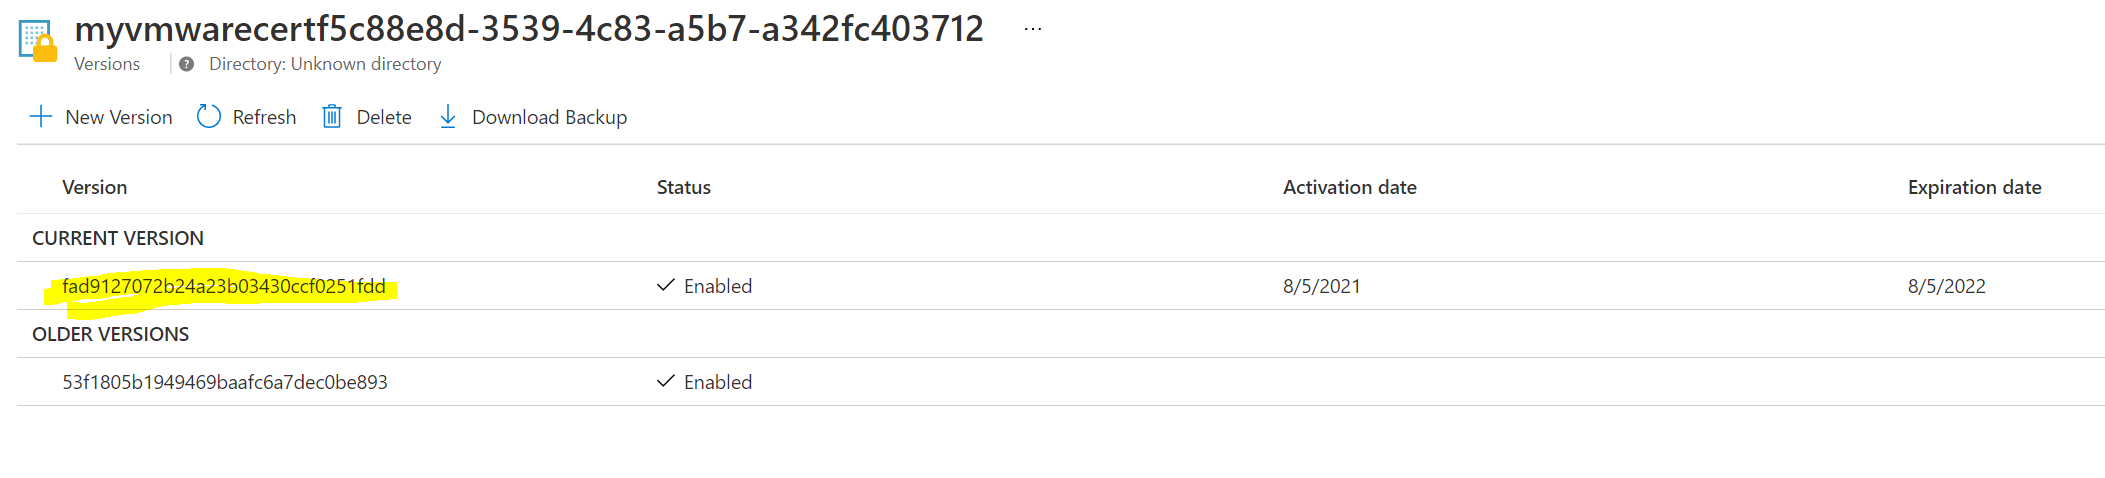 myvmwarecertf5c88e8d-3539-4c83-a5b7-a342fc403712 ...
Versions ? Directory: Unknown directory
New Version Refresh Delete Download Backup
Version Status Activation date Expiration date
CURRENT VERSION
fad9127072b24a23b03430ccf0251fdd Enabled 8/5/2021 8/5/2022
OLDER VERSIONS
53f1805b1949469baafc6a7dec0be893 Enabled